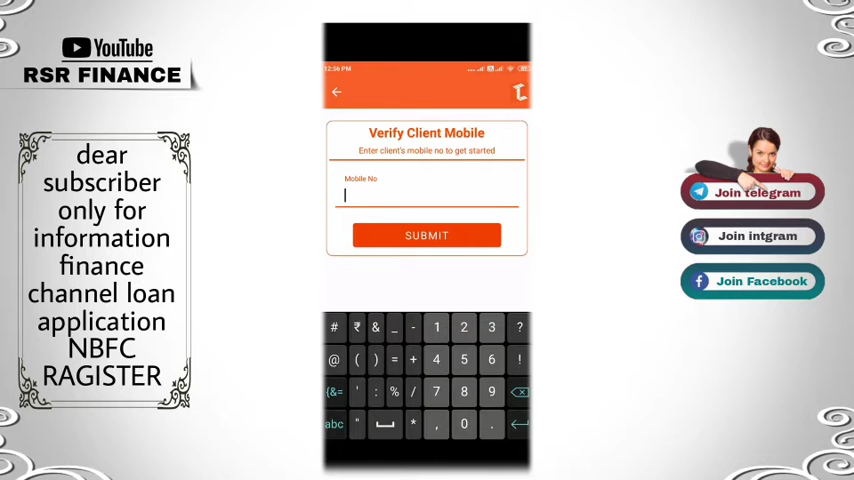 YouTube
RSR FINANCE
dear
subscriber
only for
information
finance
channel loan
application
NBFC
RAGISTER
12:56 PM
Verify Client Mobile
Enter client's mobile no to get started
Mobile No
SUBMIT
# ₹ & _ - 1 2 3 ?
@ ( ) = + 4 5 6 !
{&= ' : % / 7 8 9
abc " * , 0 .
Join telegram
Join intgram
Join Facebook